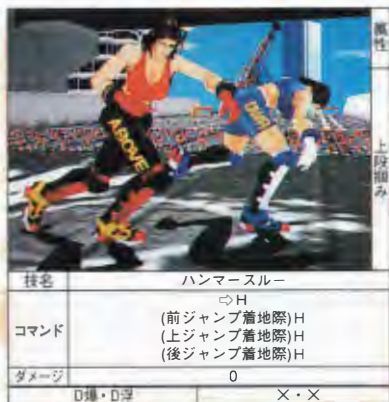 属性
上段掴み
ABOVE
技名
ハンマースルー
コマンド
⇨H
(前ジャンプ着地際)H
(上ジャンプ着地際)H
(後ジャンプ着地際)H
ダメージ
0
D爆・D浮
×・×